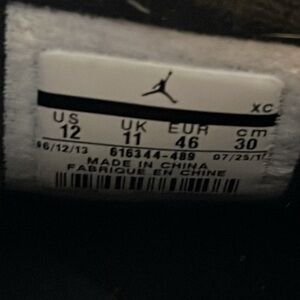 XC
US UK EUR cm
12 11 46 30
06/12/13 616344-489
MADE IN CHINA
FABRIQUE EN CHINE